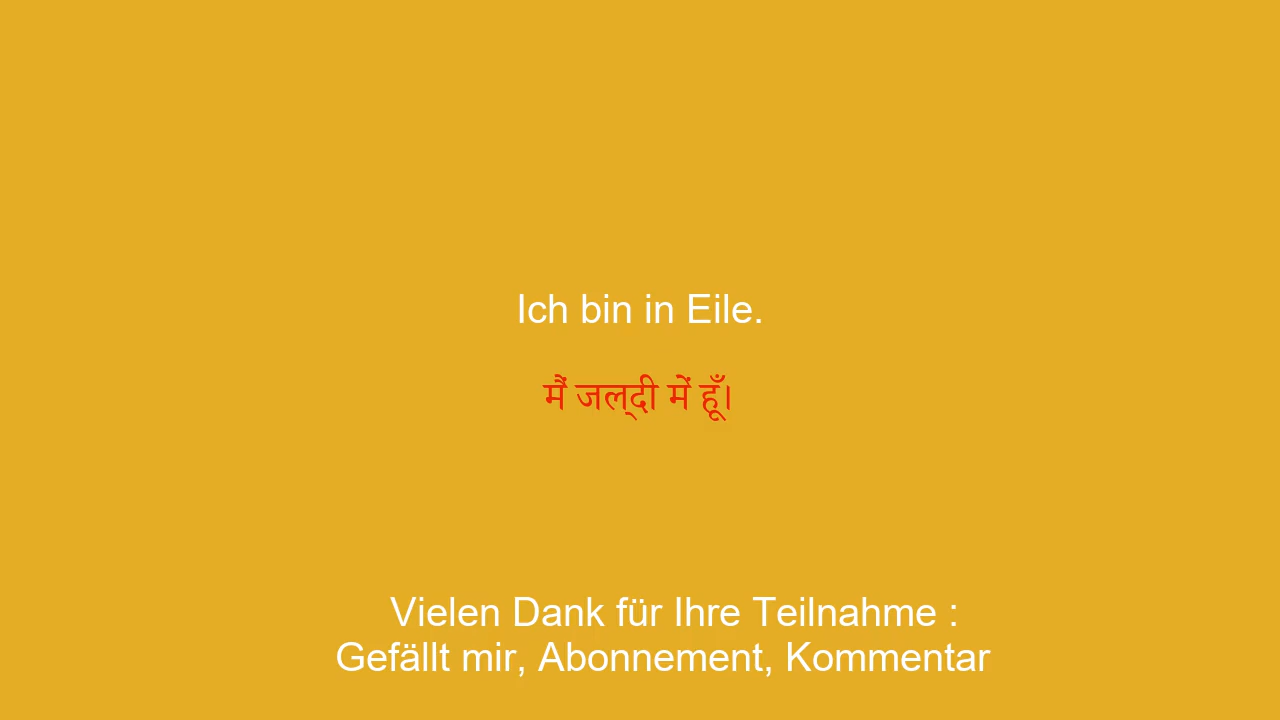 Ich bin in Eile.
मैं जल्दी में हूँ।
Vielen Dank für Ihre Teilnahme :
Gefällt mir, Abonnement, Kommentar